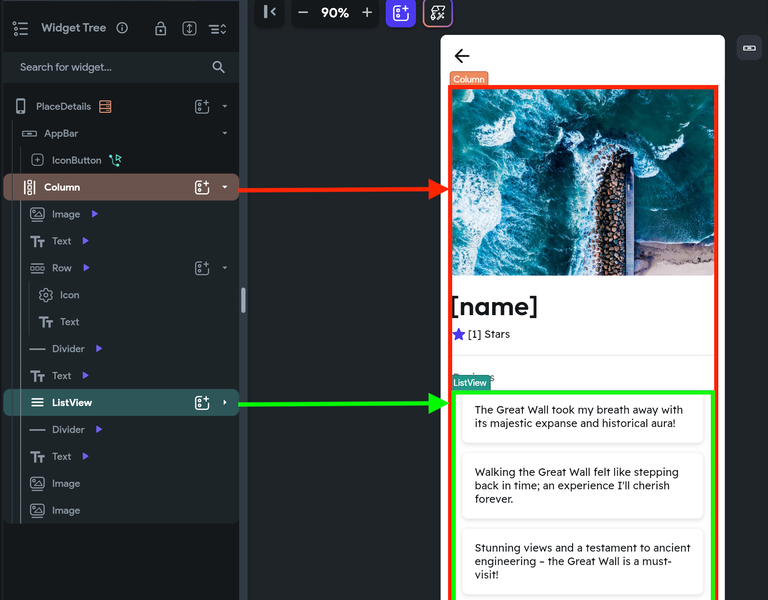 Widget Tree
90%
Search for widget...
PlaceDetails
AppBar
IconButton
Column
Image
Text
Row
Icon
Text
Divider
Text
ListView
Divider
Text
Image
Image
Column
[name]
[1] Stars
ListView
The Great Wall took my breath away with
its majestic expanse and historical aura!
Walking the Great Wall felt like stepping
back in time; an experience I'll cherish
forever.
Stunning views and a testament to ancient
engineering – the Great Wall is a must-
visit!